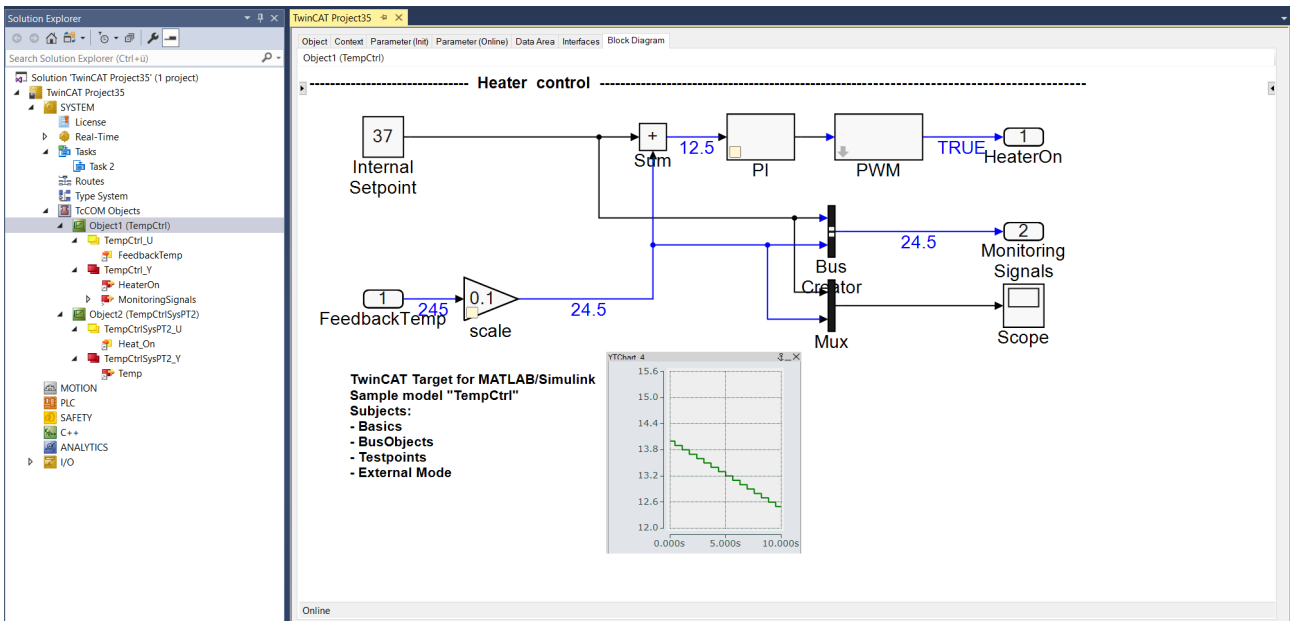 Solution Explorer
Search Solution Explorer (Ctrl+ü)
Solution 'TwinCAT Project35' (1 project)
TwinCAT Project35
SYSTEM
License
Real-Time
Tasks
Task 2
Routes
Type System
TcCOM Objects
Object1 (TempCtrl)
TempCtrl_U
FeedbackTemp
TempCtrl_Y
HeaterOn
MonitoringSignals
Object2 (TempCtrlSysPT2)
TempCtrlSysPT2_U
Heat_On
TempCtrlSysPT2_Y
Temp
MOTION
PLC
SAFETY
C++
ANALYTICS
I/O
TwinCAT Project35
Object Context Parameter (Init) Parameter (Online) Data Area Interfaces Block Diagram
Object1 (TempCtrl)
------------------------------ Heater control ------------------------------------------------------------------------------------------
37
Internal
Setpoint
+
Sum
12.5
PI
PWM
TRUE
1
HeaterOn
24.5
2
Monitoring
Signals
Bus
Creator
1
FeedbackTemp
245
0.1
scale
24.5
Mux
Scope
TwinCAT Target for MATLAB/Simulink
Sample model "TempCtrl"
Subjects:
- Basics
- BusObjects
- Testpoints
- External Mode
YTChart 4
15.6
15.0
14.4
13.8
13.2
12.6
12.0
0.000s 5.000s 10.000s
Online